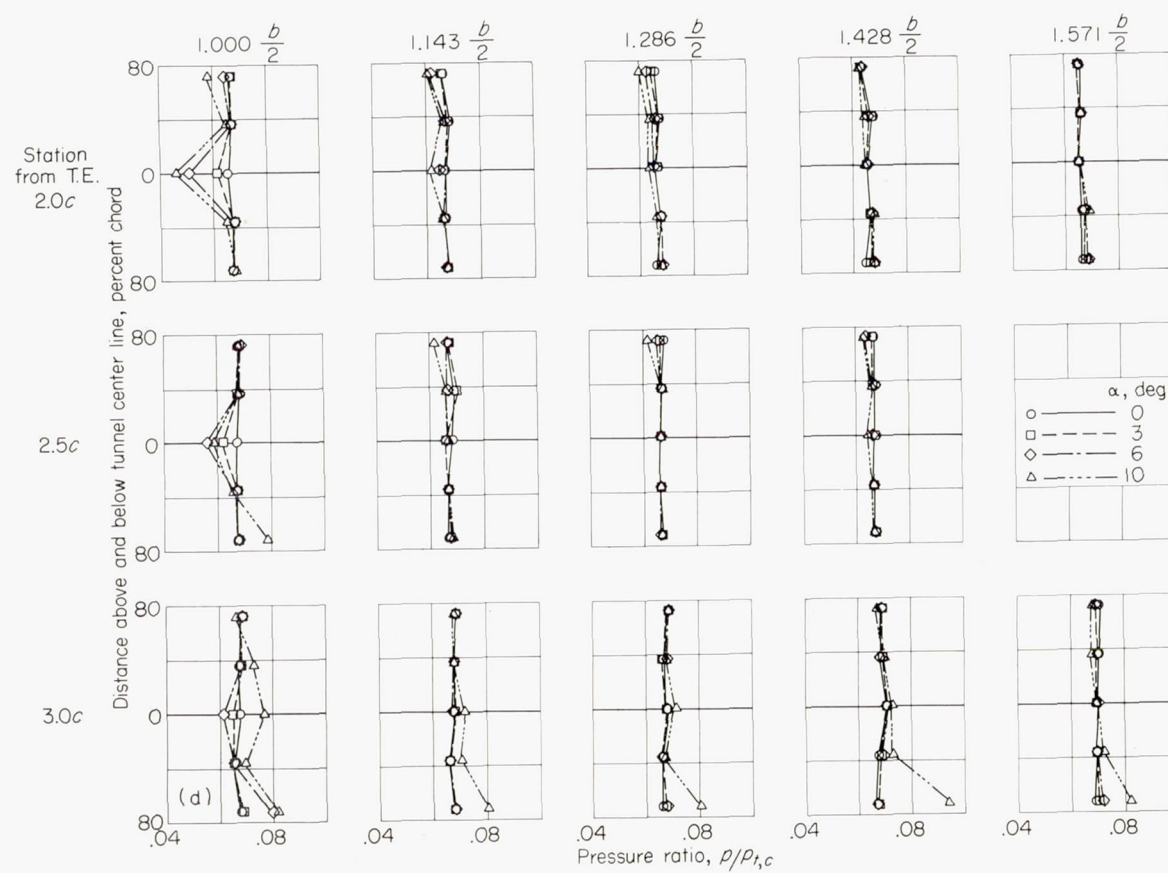 1.000 b/2 1.143 b/2 1.286 b/2 1.428 b/2 1.571 b/2
Station
from T.E.
2.0c
80
0
80
Distance above and below tunnel center line, percent chord
2.5c
80
0
80
α, deg
0
3
6
10
3.0c
80
0
80
(d)
.04 .08 .04 .08 .04 .08 .04 .08 .04 .08
Pressure ratio, p/pt,c